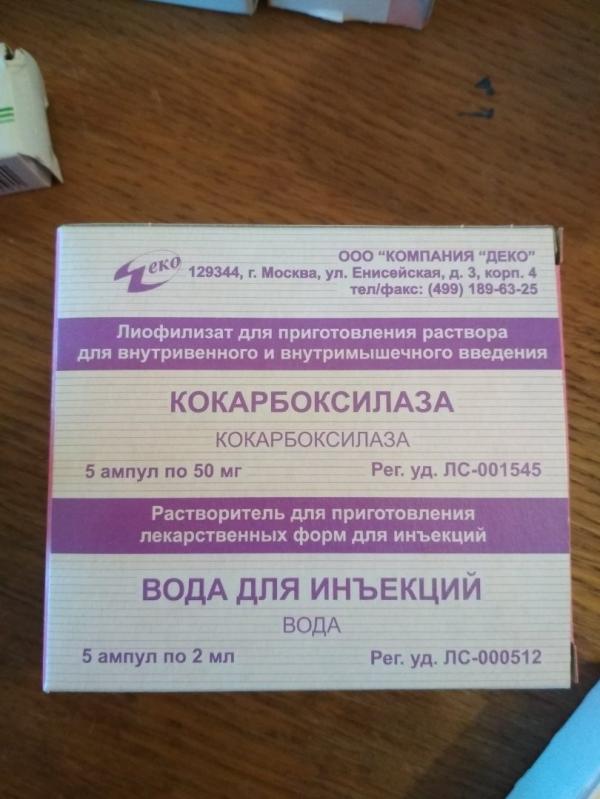 Деко
ООО "КОМПАНИЯ "ДЕКО"
129344, г. Москва, ул. Енисейская, д. 3, корп. 4
тел/факс: (499) 189-63-25
Лиофилизат для приготовления раствора
для внутривенного и внутримышечного введения
КОКАРБОКСИЛАЗА
КОКАРБОКСИЛАЗА
5 ампул по 50 мг Рег. уд. ЛС-001545
Растворитель для приготовления
лекарственных форм для инъекций
ВОДА ДЛЯ ИНЪЕКЦИЙ
ВОДА
5 ампул по 2 мл Рег. уд. ЛС-000512